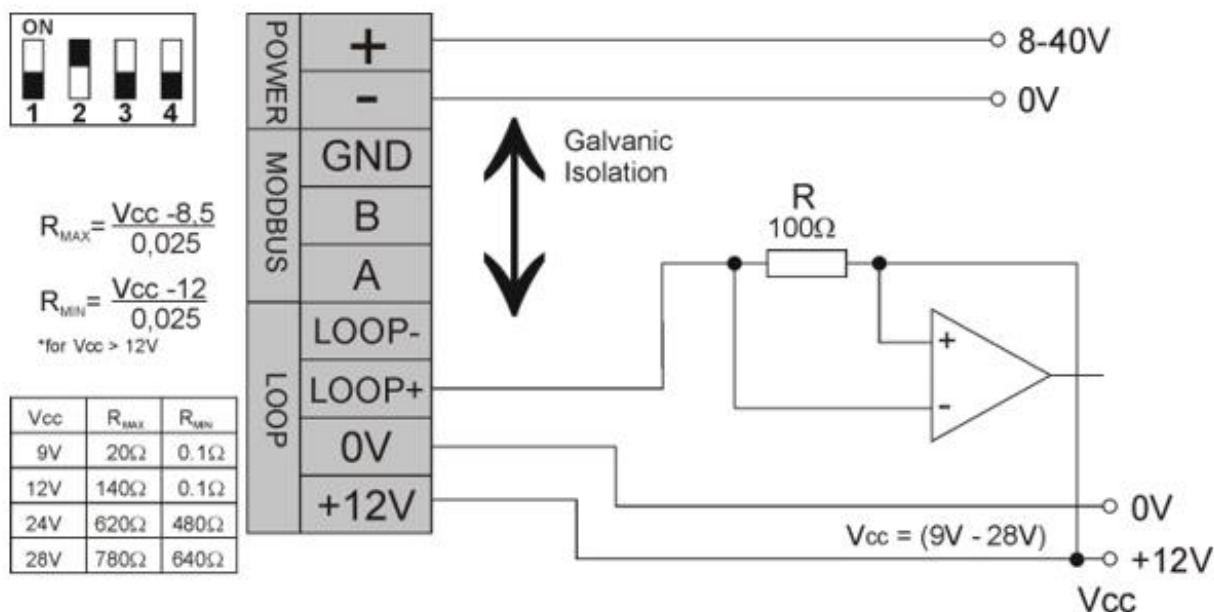 ON
1 2 3 4
POWER
+
-
MODBUS
GND
B
A
LOOP
LOOP-
LOOP+
0V
+12V
8-40V
0V
Galvanic
Isolation
R
100Ω
+
-
0V
Vcc = (9V - 28V)
+12V
Vcc
RMAX= Vcc -8,5
0,025
RMIN= Vcc -12
0,025
*for Vcc > 12V
Vcc RMAX RMIN
9V 20Ω 0.1Ω
12V 140Ω 0.1Ω
24V 620Ω 480Ω
28V 780Ω 640Ω